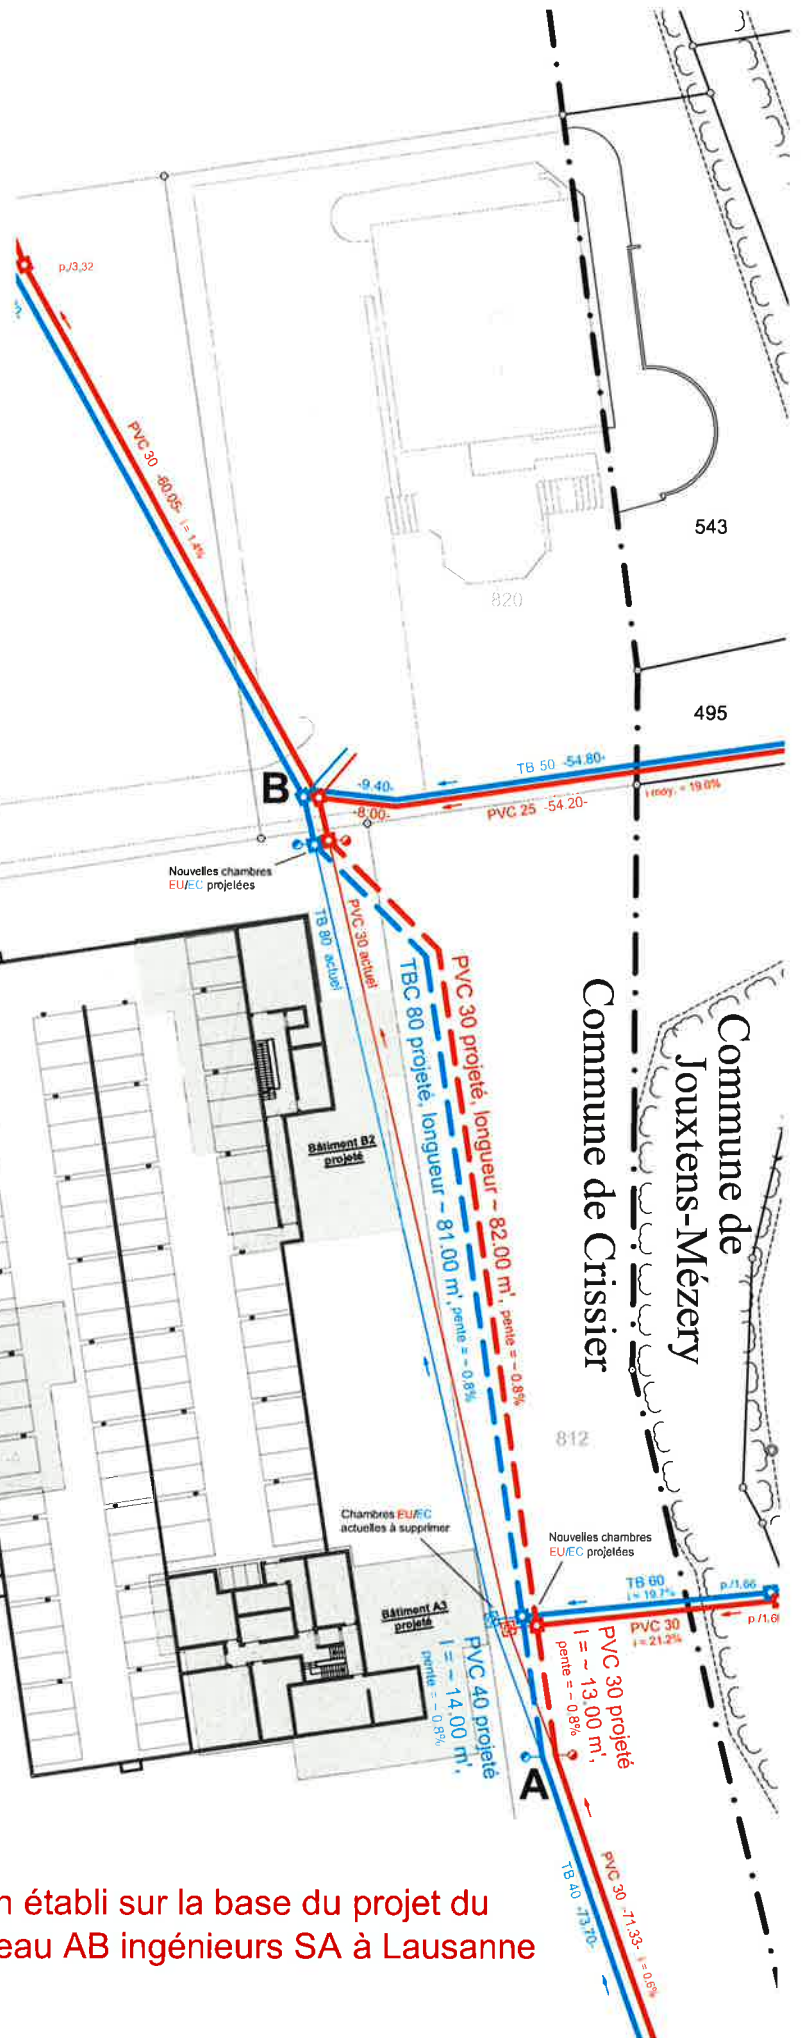 p./3,32
PVC 30 -60.05- i = 1.4%
543
820
495
TB 50 -54.80-
-9.40-
B
-8.00-
PVC 25 -54.20-
i moy. = 19.0%
Nouvelles chambres
EU/EC projetées
TB 80 actuel
PVC 30 actuel
TBC 80 projeté, longueur ~ 81.00 m', pente = ~ 0.8%
PVC 30 projeté, longueur ~ 82.00 m', pente = ~ 0.8%
Commune de Crissier
Commune de
Jouxtens-Mézery
Bâtiment B2
projeté
812
Chambres EU/EC
actuelles à supprimer
Nouvelles chambres
EU/EC projetées
TB 60
i = 19.7%
p./1,66
PVC 30
i = 21.2%
p./1,6
Bâtiment A3
projeté
PVC 40 projeté
l = ~ 14.00 m',
pente = ~ 0.8%
PVC 30 projeté
l = ~ 13.00 m',
pente = ~ 0.8%
A
TB 40 -73.70-
PVC 30 -71.33- i = 0.6%
n établi sur la base du projet du
eau AB ingénieurs SA à Lausanne